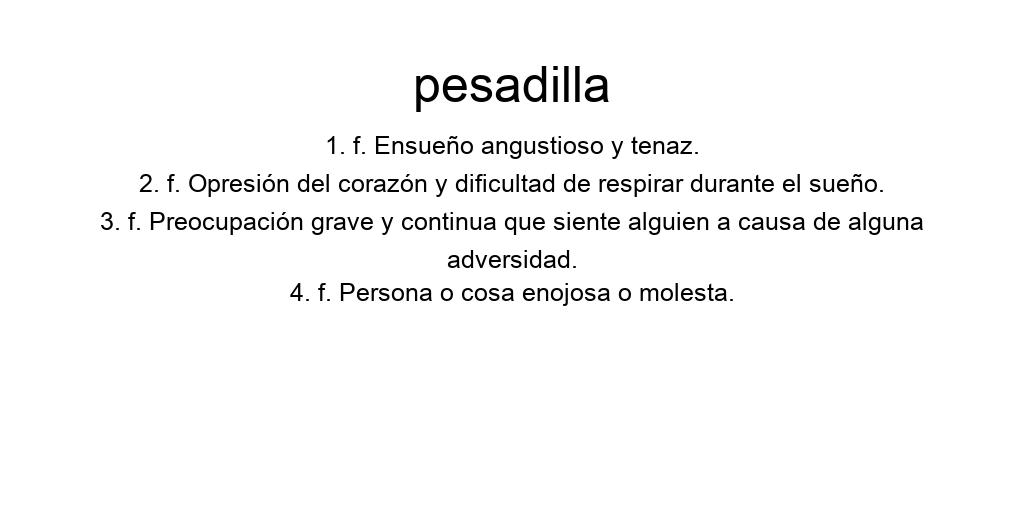 pesadilla
1. f. Ensueño angustioso y tenaz.
2. f. Opresión del corazón y dificultad de respirar durante el sueño.
3. f. Preocupación grave y continua que siente alguien a causa de alguna
adversidad.
4. f. Persona o cosa enojosa o molesta.